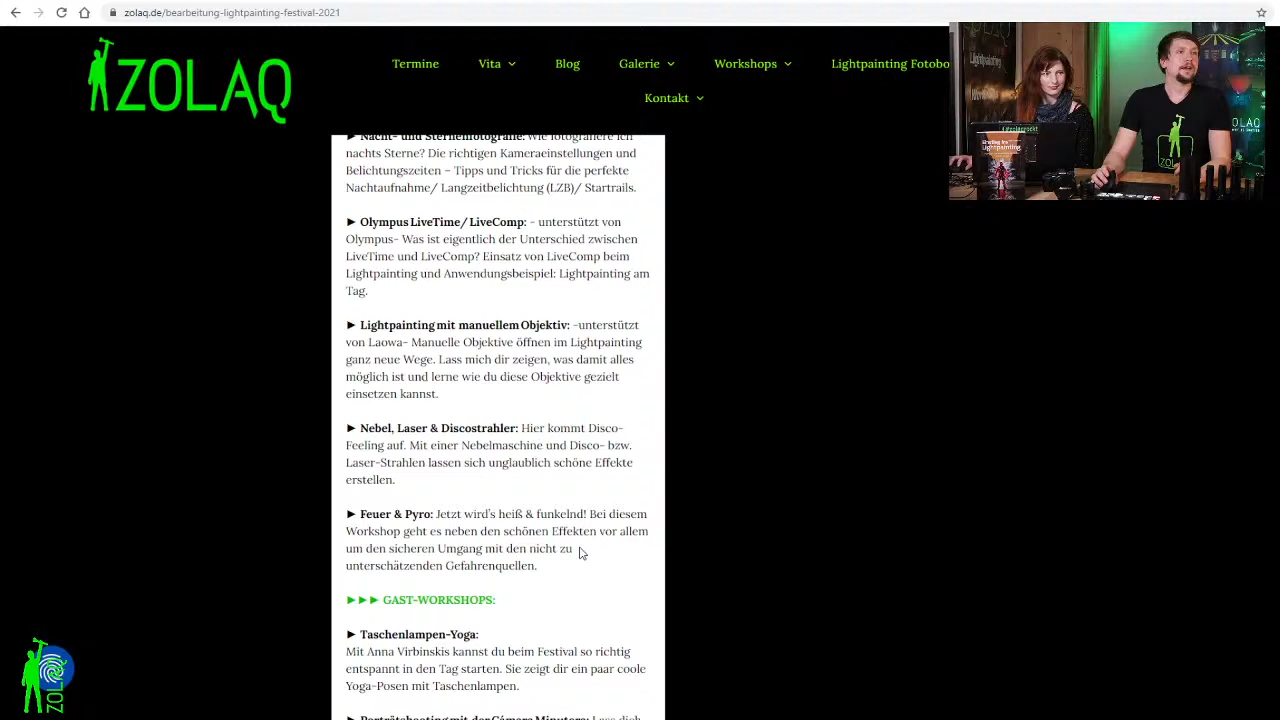 zolaq.de/bearbeitung-lightpainting-festival-2021
ZOLAQ
Termine
Vita
Blog
Galerie
Workshops
Lightpainting Fotobo
Kontakt
► Nacht- und Sternenfotografie: Wie fotografiere ich
nachts Sterne? Die richtigen Kameraeinstellungen und
Belichtungszeiten – Tipps und Tricks für die perfekte
Nachtaufnahme/ Langzeitbelichtung (LZB)/ Startrails.
► Olympus LiveTime/ LiveComp: - unterstützt von
Olympus- Was ist eigentlich der Unterschied zwischen
LiveTime und LiveComp? Einsatz von LiveComp beim
Lightpainting und Anwendungsbeispiel: Lightpainting am
Tag.
► Lightpainting mit manuellem Objektiv: -unterstützt
von Laowa- Manuelle Objektive öffnen im Lightpainting
ganz neue Wege. Lass mich dir zeigen, was damit alles
möglich ist und lerne wie du diese Objektive gezielt
einsetzen kannst.
► Nebel, Laser & Discostrahler: Hier kommt Disco-
Feeling auf. Mit einer Nebelmaschine und Disco- bzw.
Laser-Strahlen lassen sich unglaublich schöne Effekte
erstellen.
► Feuer & Pyro: Jetzt wird's heiß & funkelnd! Bei diesem
Workshop geht es neben den schönen Effekten vor allem
um den sicheren Umgang mit den nicht zu
unterschätzenden Gefahrenquellen.
►►► GAST-WORKSHOPS:
► Taschenlampen-Yoga:
Mit Anna Virbinskis kannst du beim Festival so richtig
entspannt in den Tag starten. Sie zeigt dir ein paar coole
Yoga-Posen mit Taschenlampen.
► Porträtshooting mit der Cámara Minutera: Lass dich
ZOLAQ
Lightpainting
ZOLAQ